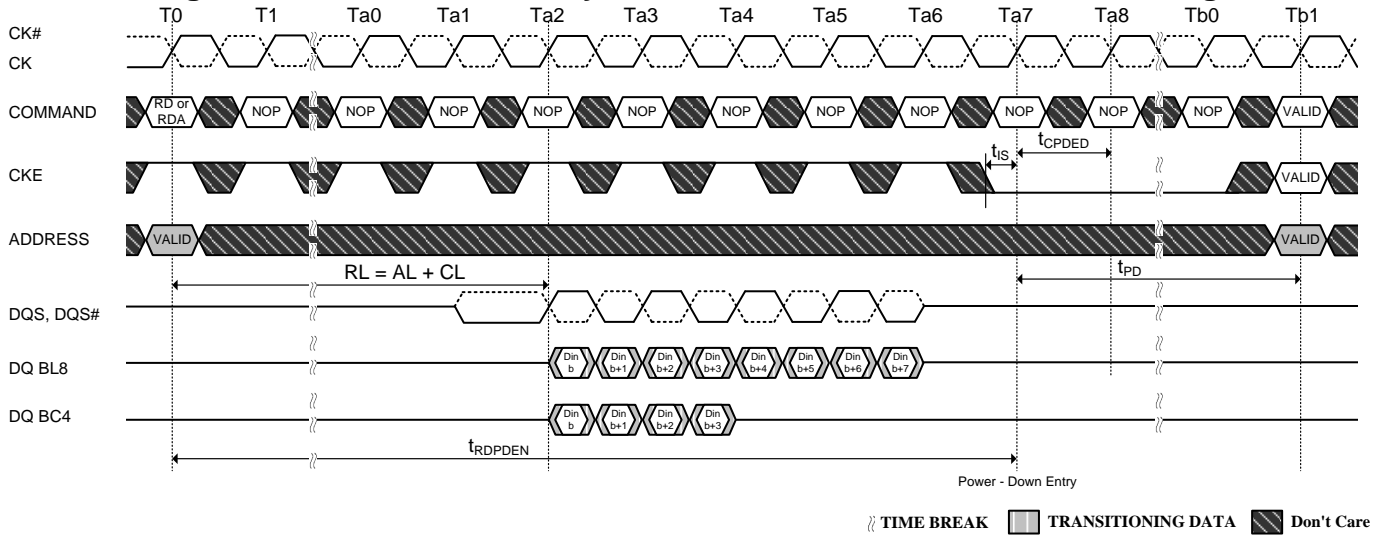 T0 T1 Ta0 Ta1 Ta2 Ta3 Ta4 Ta5 Ta6 Ta7 Ta8 Tb0 Tb1
CK#
CK
COMMAND
RD or
RDA
NOP NOP NOP NOP NOP NOP NOP NOP NOP NOP NOP VALID
tIS
tCPDED
CKE
VALID
ADDRESS
VALID VALID
RL = AL + CL
tPD
DQS, DQS#
DQ BL8
Din Din Din Din Din Din Din Din
b b+1 b+2 b+3 b+4 b+5 b+6 b+7
DQ BC4
Din Din Din Din
b b+1 b+2 b+3
tRDPDEN
Power - Down Entry
TIME BREAK TRANSITIONING DATA Don't Care